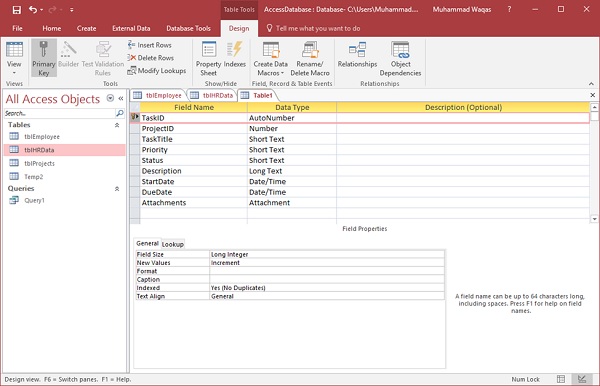 Table Tools
AccessDatabase : Database- C:\Users\Muhammad...
Muhammad Waqas
File Home Create External Data Database Tools Design Tell me what you want to do
View Primary Key Builder Test Validation Rules Insert Rows Delete Rows Modify Lookups Property Sheet Indexes Create Data Macros Rename/ Delete Macro Relationships Object Dependencies
Views Tools Show/Hide Field, Record & Table Events Relationships
All Access Objects
Search...
Tables
tblEmployee
tblHRData
tblProjects
Temp2
Queries
Query1
tblEmployee tblHRData Table1
Field Name Data Type Description (Optional)
TaskID AutoNumber
ProjectID Number
TaskTitle Short Text
Priority Short Text
Status Short Text
Description Long Text
StartDate Date/Time
DueDate Date/Time
Attachments Attachment
Field Properties
General Lookup
Field Size Long Integer
New Values Increment
Format
Caption
Indexed Yes (No Duplicates)
Text Align General
A field name can be up to 64 characters long,
including spaces. Press F1 for help on field
names.
Design view. F6 = Switch panes. F1 = Help.
Num Lock